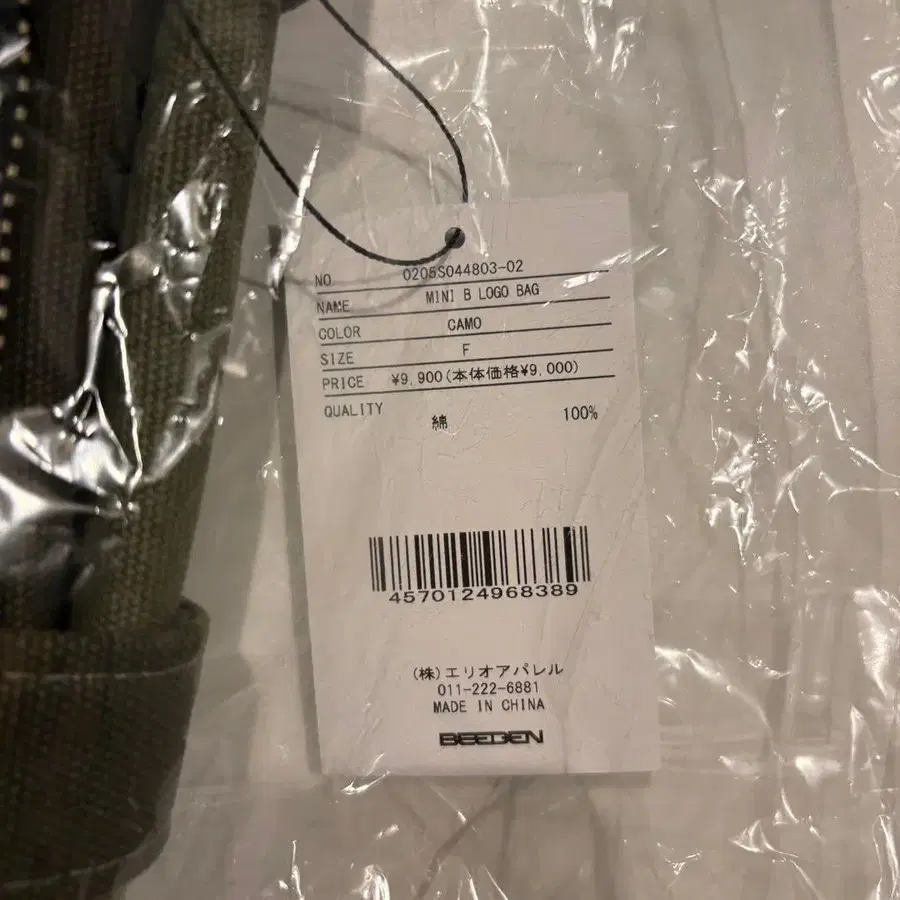 NO 0205S044803-02
NAME MINI B LOGO BAG
COLOR CAMO
SIZE F
PRICE ¥9,900(本体価格¥9,000)
QUALITY
綿 100%
4570124968389
(株)エリオアパレル
011-222-6881
MADE IN CHINA
BEEDEN